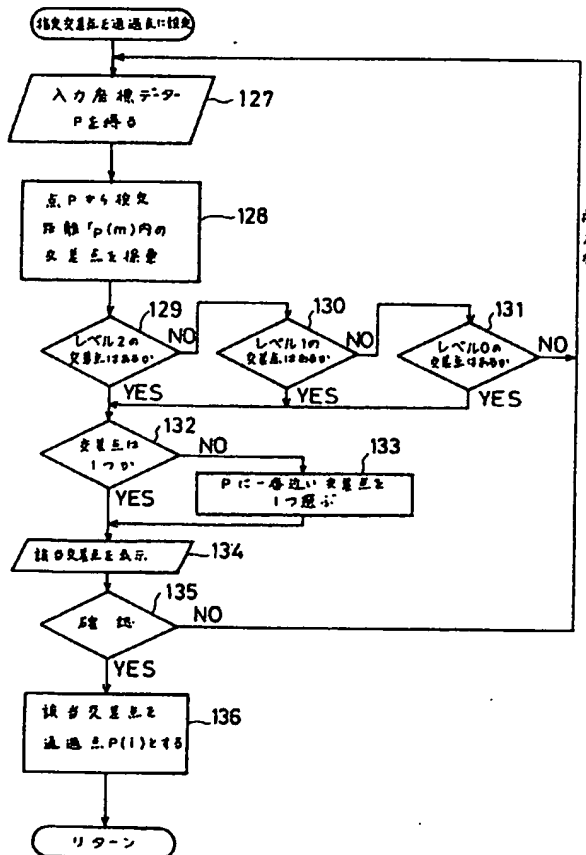 指定交差点を通過点に設定
入力座標データー
Pを得る
127
点Pから設定
距離rp(m)内の
交差点を探索
128
129
130
131
レベル2の
交差点はあるか
NO
レベル1の
交差点はあるか
NO
レベル0の
交差点はあるか
NO
YES
YES
YES
132
交差点は
1つか
NO
YES
133
Pに一番近い交差点を
1つ選ぶ
該当交差点を表示
134
135
確認
NO
YES
該当交差点を
通過点P(i)とする
136
リターン